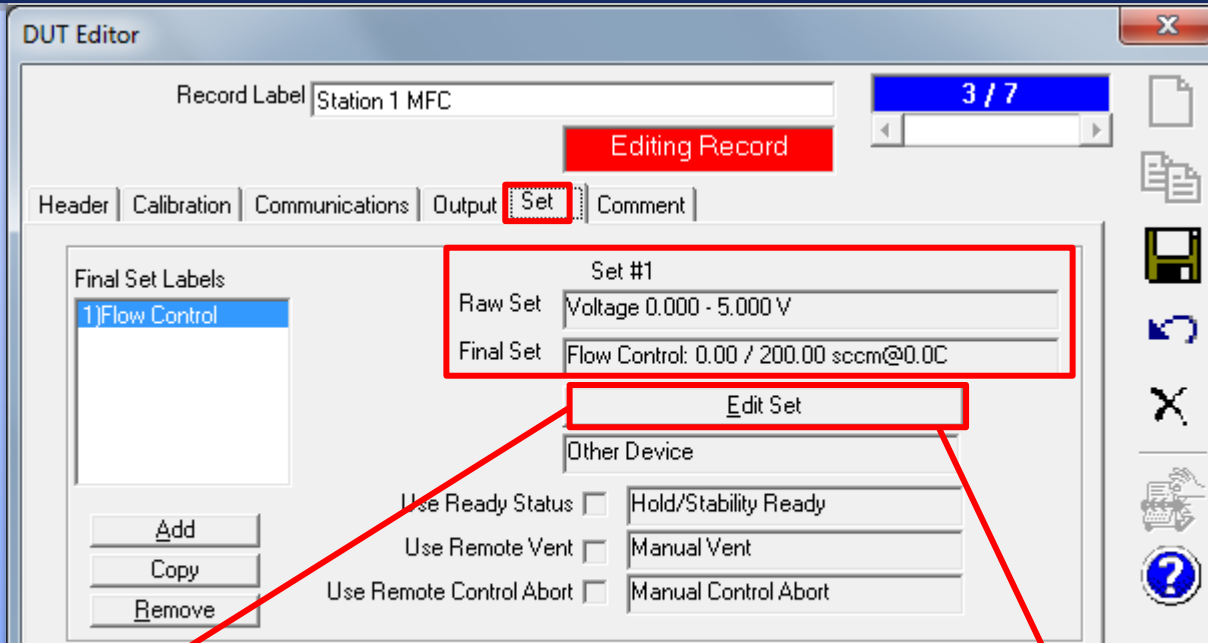 DUT Editor
Record Label Station 1 MFC
3 / 7
Editing Record
Header Calibration Communications Output Set Comment
Final Set Labels
1)Flow Control
Set #1
Raw Set Voltage 0.000 - 5.000 V
Final Set Flow Control: 0.00 / 200.00 sccm@0.0C
Edit Set
Other Device
Use Ready Status Hold/Stability Ready
Use Remote Vent Manual Vent
Use Remote Control Abort Manual Control Abort
Add
Copy
Remove